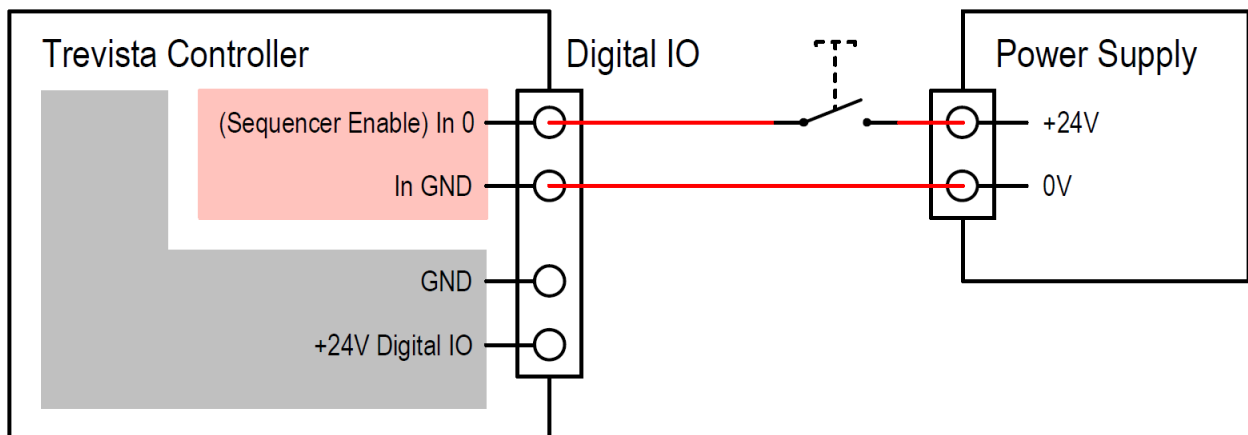 Trevista Controller
Digital IO
Power Supply
(Sequencer Enable) In 0
+24V
In GND
0V
GND
+24V Digital IO